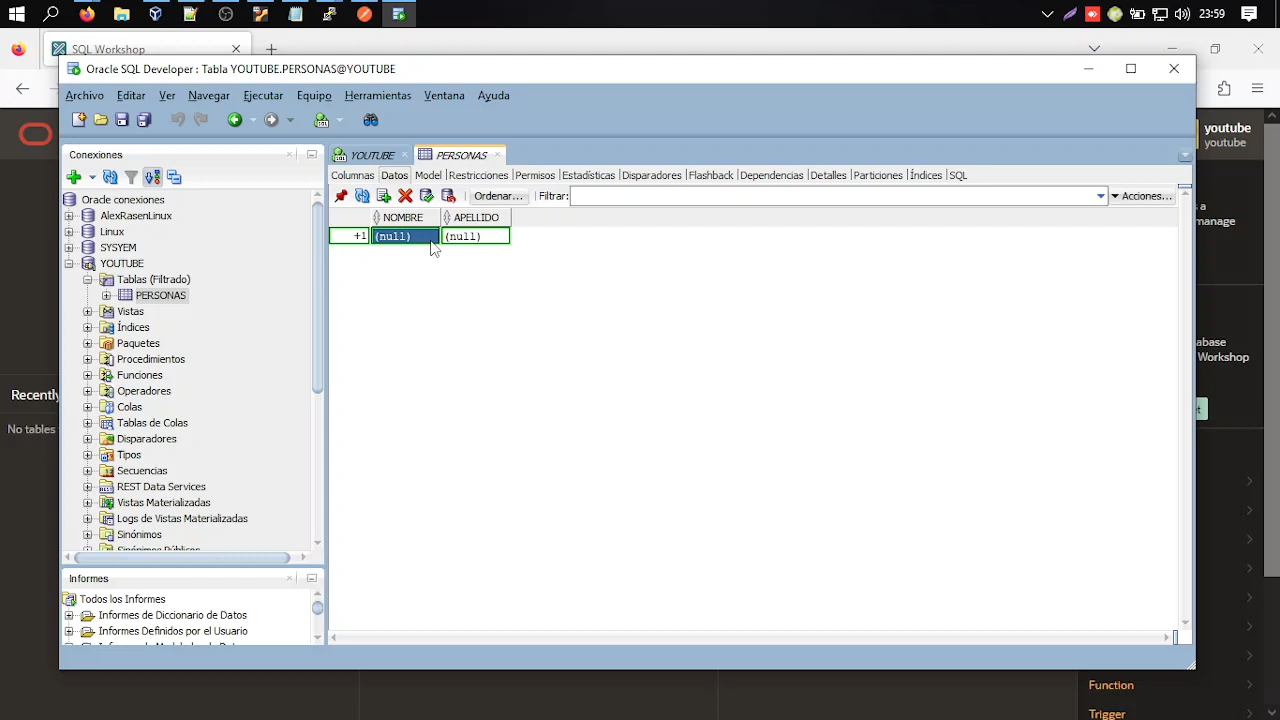 23:59
SQL Workshop
Oracle SQL Developer : Tabla YOUTUBE.PERSONAS@YOUTUBE
Archivo Editar Ver Navegar Ejecutar Equipo Herramientas Ventana Ayuda
youtube
youtube
Conexiones
Oracle conexiones
AlexRasenLinux
Linux
SYSYEM
YOUTUBE
Tablas (Filtrado)
PERSONAS
Vistas
Índices
Paquetes
Procedimientos
Funciones
Operadores
Colas
Tablas de Colas
Disparadores
Tipos
Secuencias
REST Data Services
Vistas Materializadas
Logs de Vistas Materializadas
Sinónimos
Sinónimos Públicos
Informes
Todos los Informes
Informes de Diccionario de Datos
Informes Definidos por el Usuario
YOUTUBE PERSONAS
Columnas Datos Model Restricciones Permisos Estadísticas Disparadores Flashback Dependencias Detalles Particiones Índices SQL
Ordenar... Filtrar: Acciones...
NOMBRE APELLIDO
+1 (null) (null)
Recently
No tables
manage
Workshop
Function
Trigger